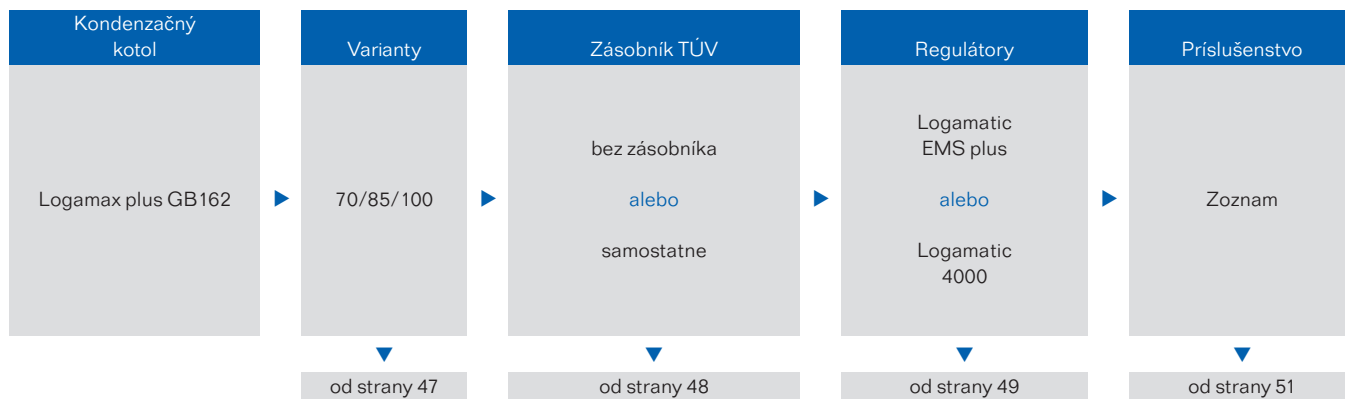 Kondenzačný
kotol
Varianty
Zásobník TÚV
Regulátory
Príslušenstvo
Logamax plus GB162
70/85/100
bez zásobníka
alebo
samostatne
Logamatic
EMS plus
alebo
Logamatic
4000
Zoznam
od strany 47
od strany 48
od strany 49
od strany 51